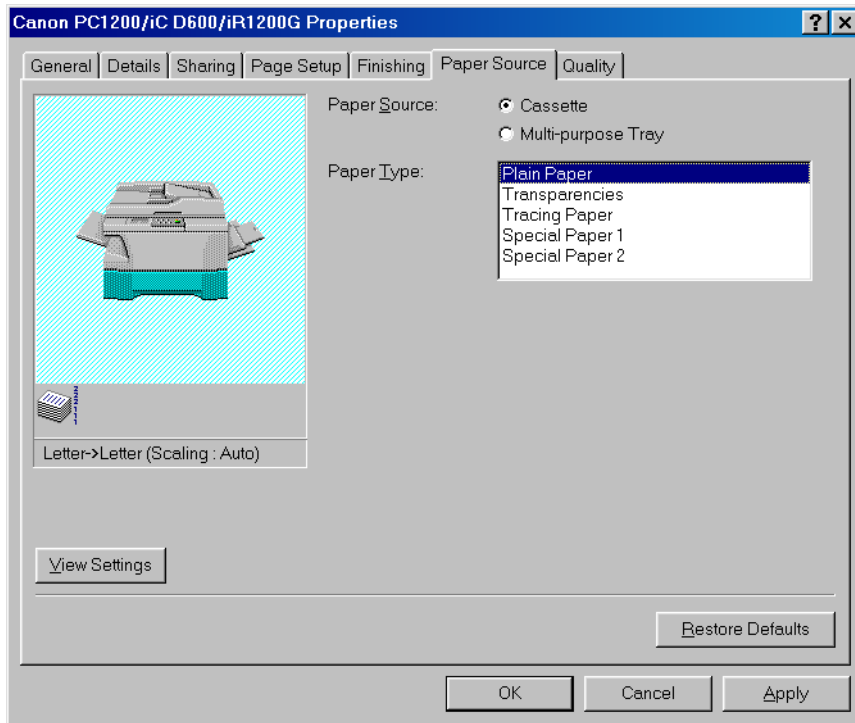 Canon PC1200/iC D600/iR1200G Properties
General Details Sharing Page Setup Finishing Paper Source Quality
Paper Source:
Cassette
Multi-purpose Tray
Paper Type:
Plain Paper
Transparencies
Tracing Paper
Special Paper 1
Special Paper 2
Letter->Letter (Scaling : Auto)
View Settings
Restore Defaults
OK Cancel Apply